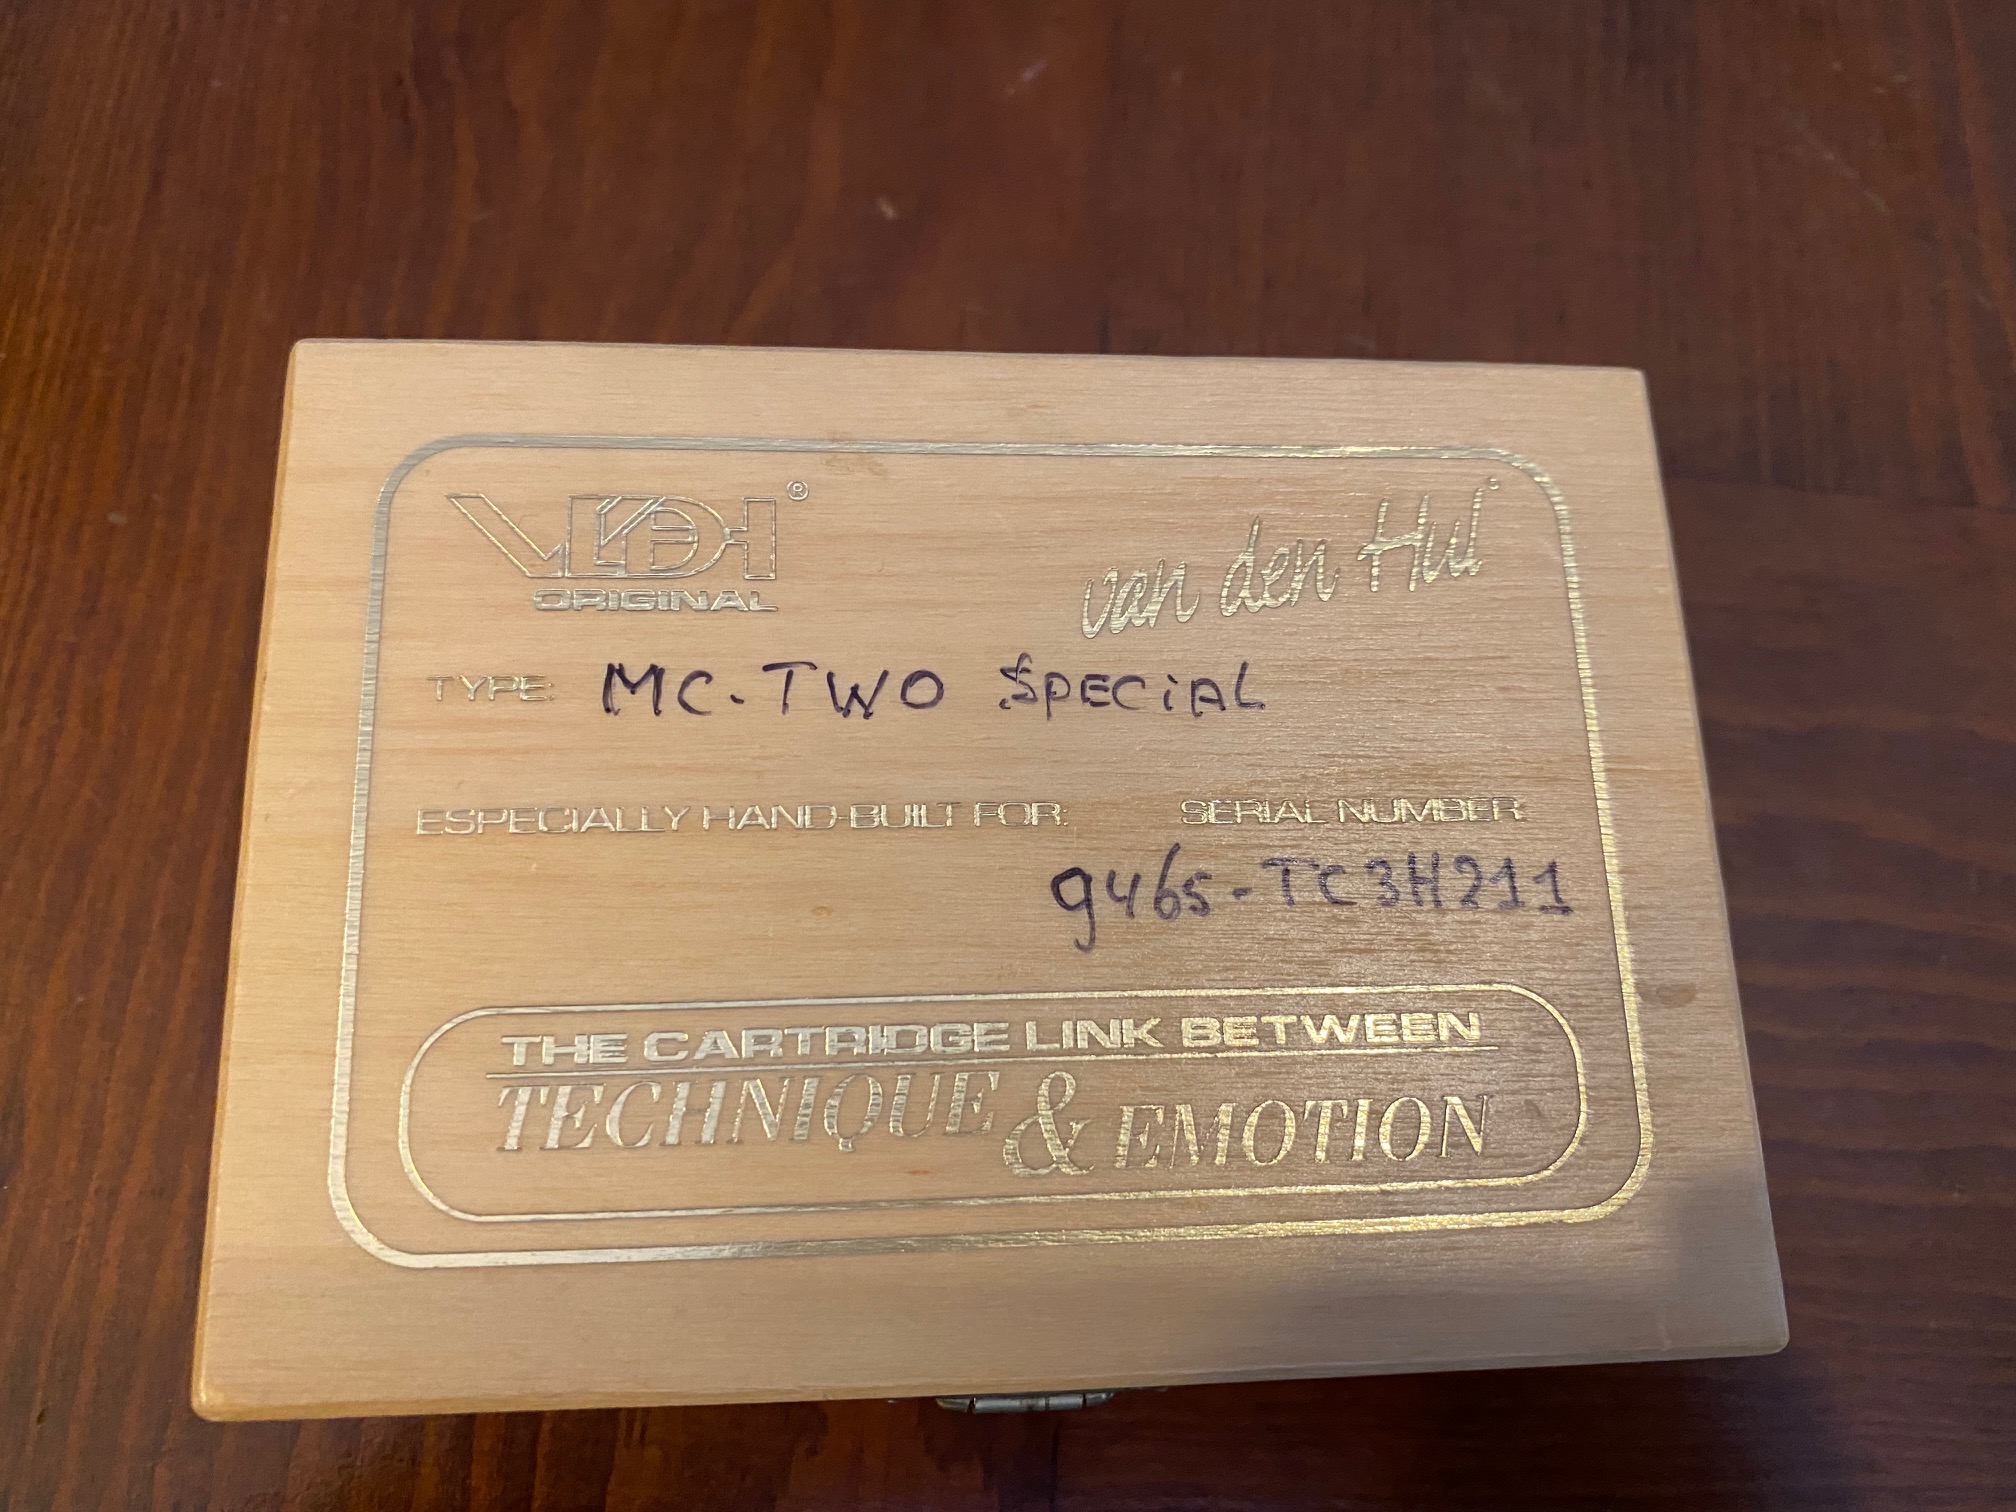 VDH®
ORIGINAL
van den Hul
TYPE: MC-TWO SPECiAL
ESPECIALLY HAND-BUILT FOR:
SERIAL NUMBER
9465-TC3H211
THE CARTRIDGE LINK BETWEEN
TECHNIQUE & EMOTION